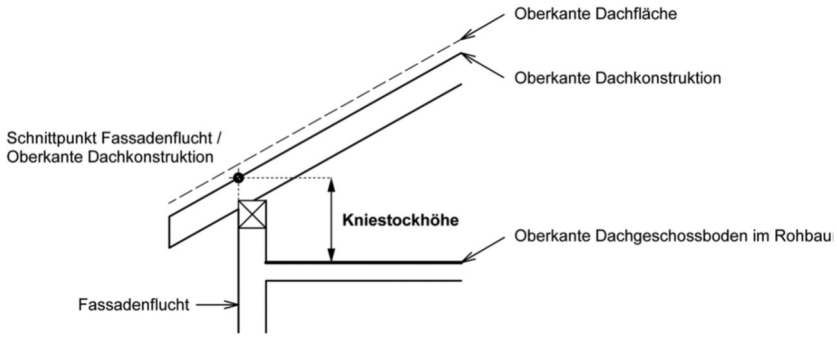 Oberkante Dachfläche
Oberkante Dachkonstruktion
Schnittpunkt Fassadenflucht /
Oberkante Dachkonstruktion
Kniestockhöhe
Oberkante Dachgeschossboden im Rohbau
Fassadenflucht